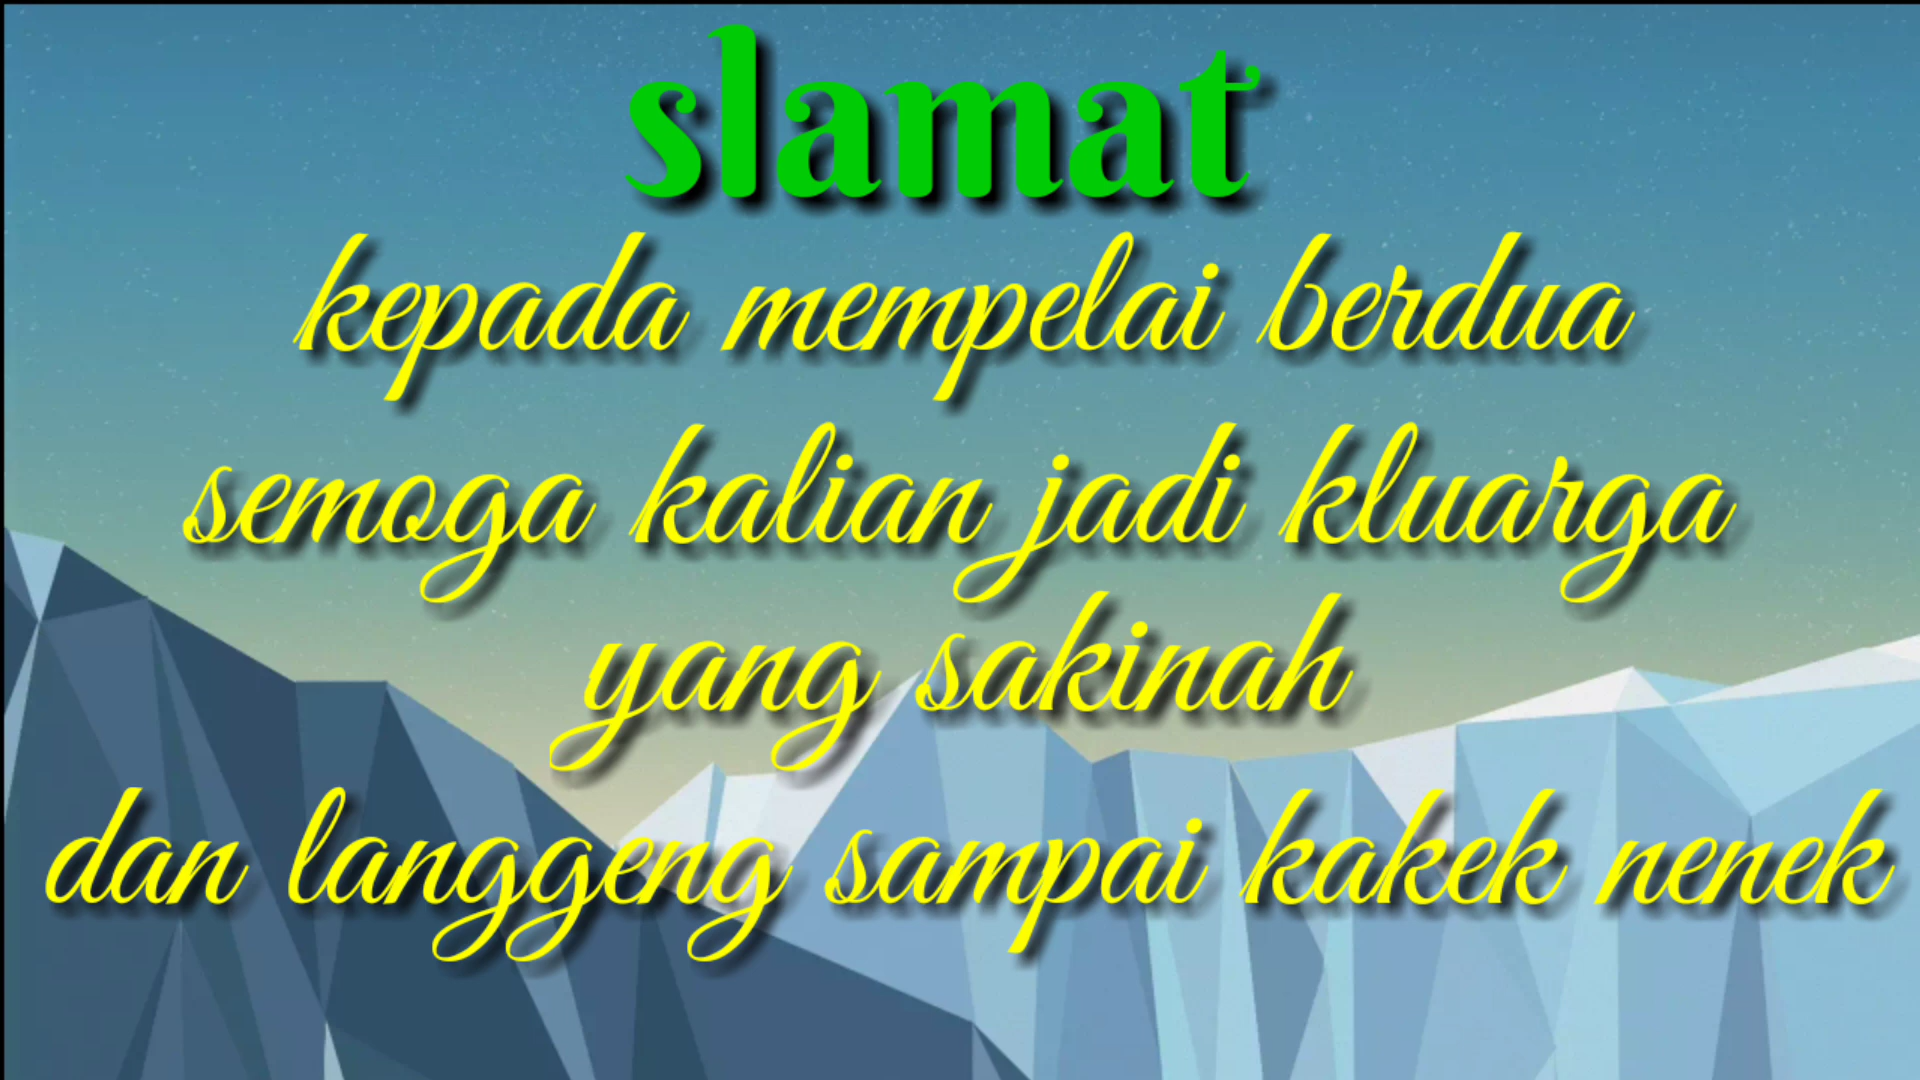 slamat
kepada mempelai berdua
semoga kalian jadi kluarga
yang sakinah
dan langgeng sampai kakek nenek